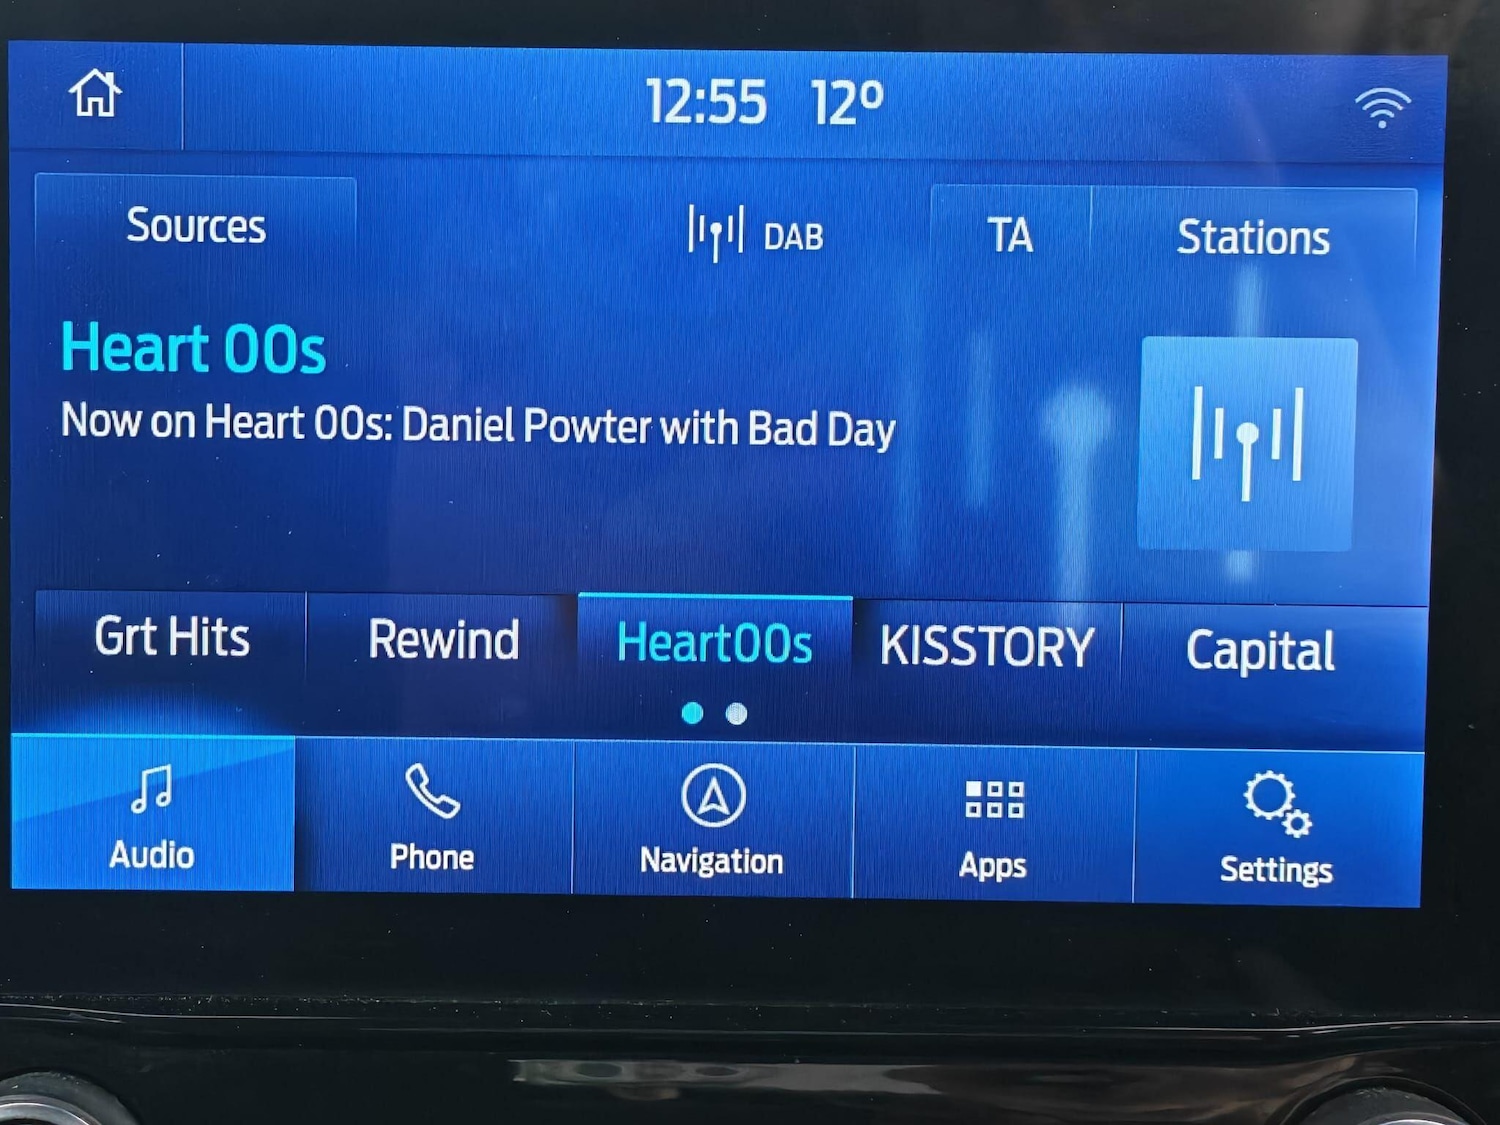 12:55 12º
Sources DAB TA Stations
Heart 00s
Now on Heart 00s: Daniel Powter with Bad Day
Grt Hits Rewind Heart00s KISSTORY Capital
Audio Phone Navigation Apps Settings